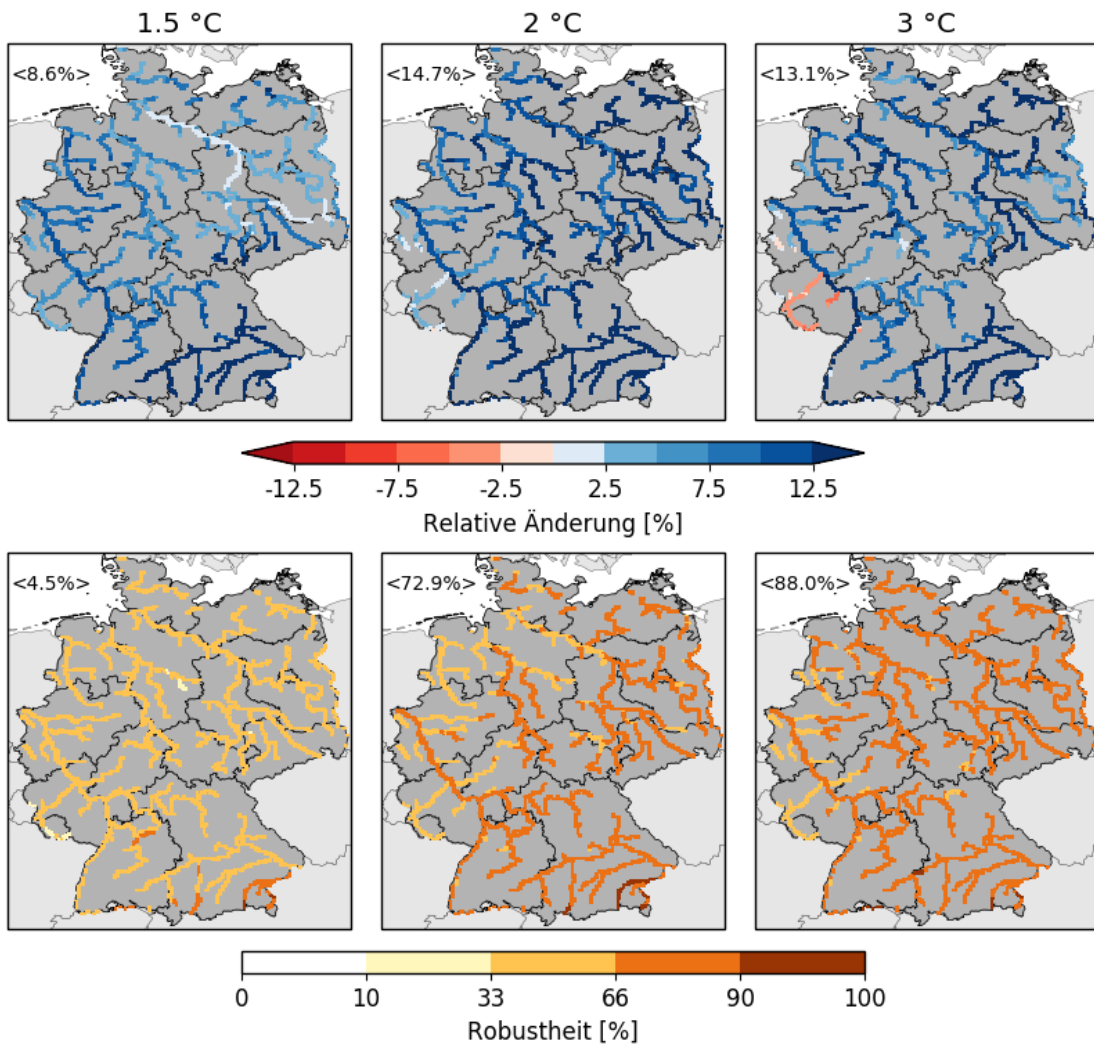 1.5 °C 2 °C 3 °C
<8.6%> <14.7%> <13.1%>
-12.5 -7.5 -2.5 2.5 7.5 12.5
Relative Änderung [%]
<4.5%> <72.9%> <88.0%>
0 10 33 66 90 100
Robustheit [%]